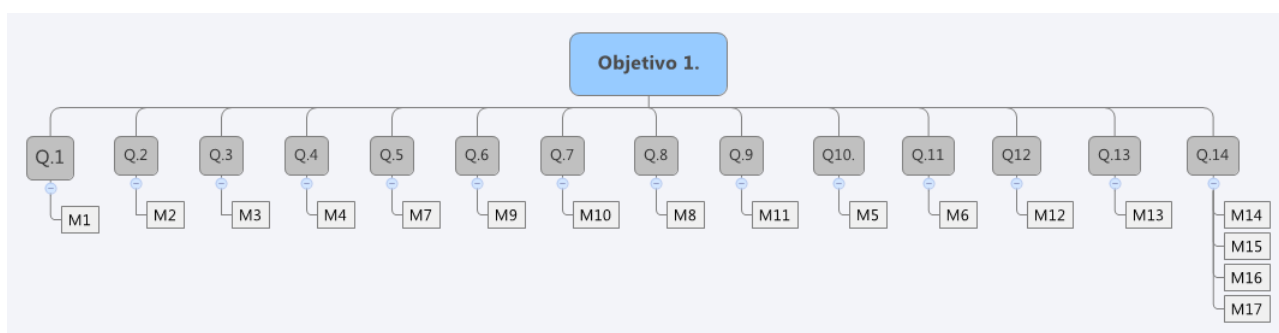 Objetivo 1.
Q.1 Q.2 Q.3 Q.4 Q.5 Q.6 Q.7 Q.8 Q.9 Q10. Q.11 Q12 Q.13 Q.14
M1 M2 M3 M4 M7 M9 M10 M8 M11 M5 M6 M12 M13 M14
M15
M16
M17